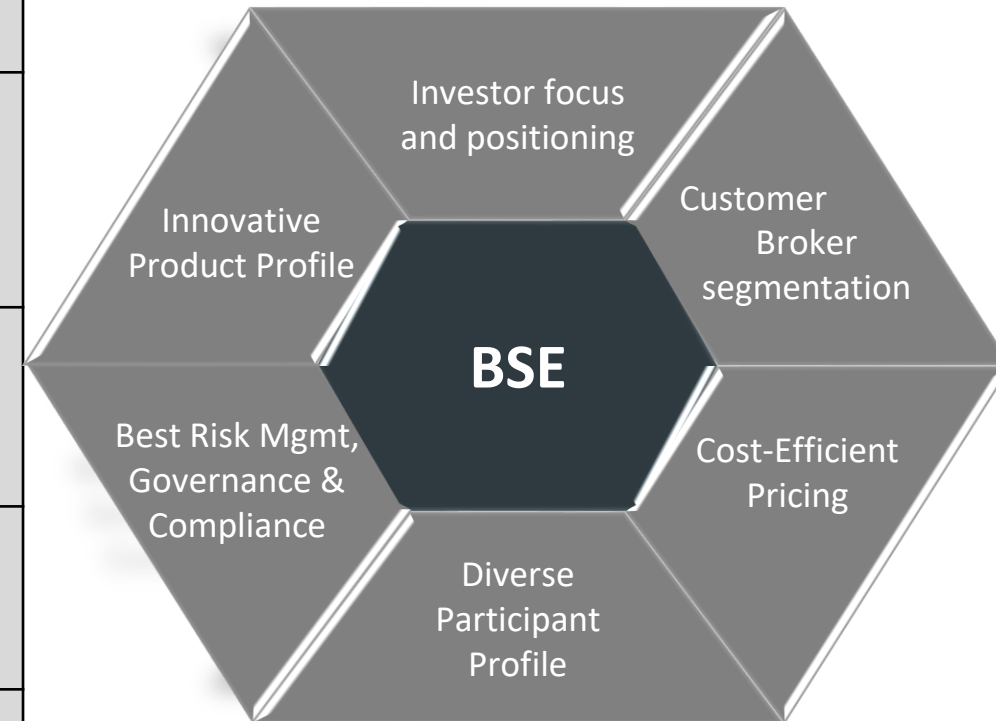 Investor focus
and positioning
Customer
Broker
segmentation
Innovative
Product Profile
BSE
Best Risk Mgmt,
Governance &
Compliance
Cost-Efficient
Pricing
Diverse
Participant
Profile